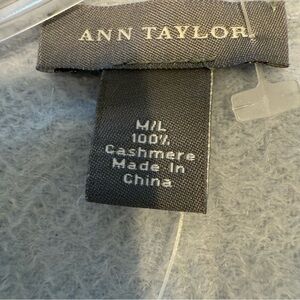 ANN TAYLOR
M/L
100%
Cashmere
Made In
China